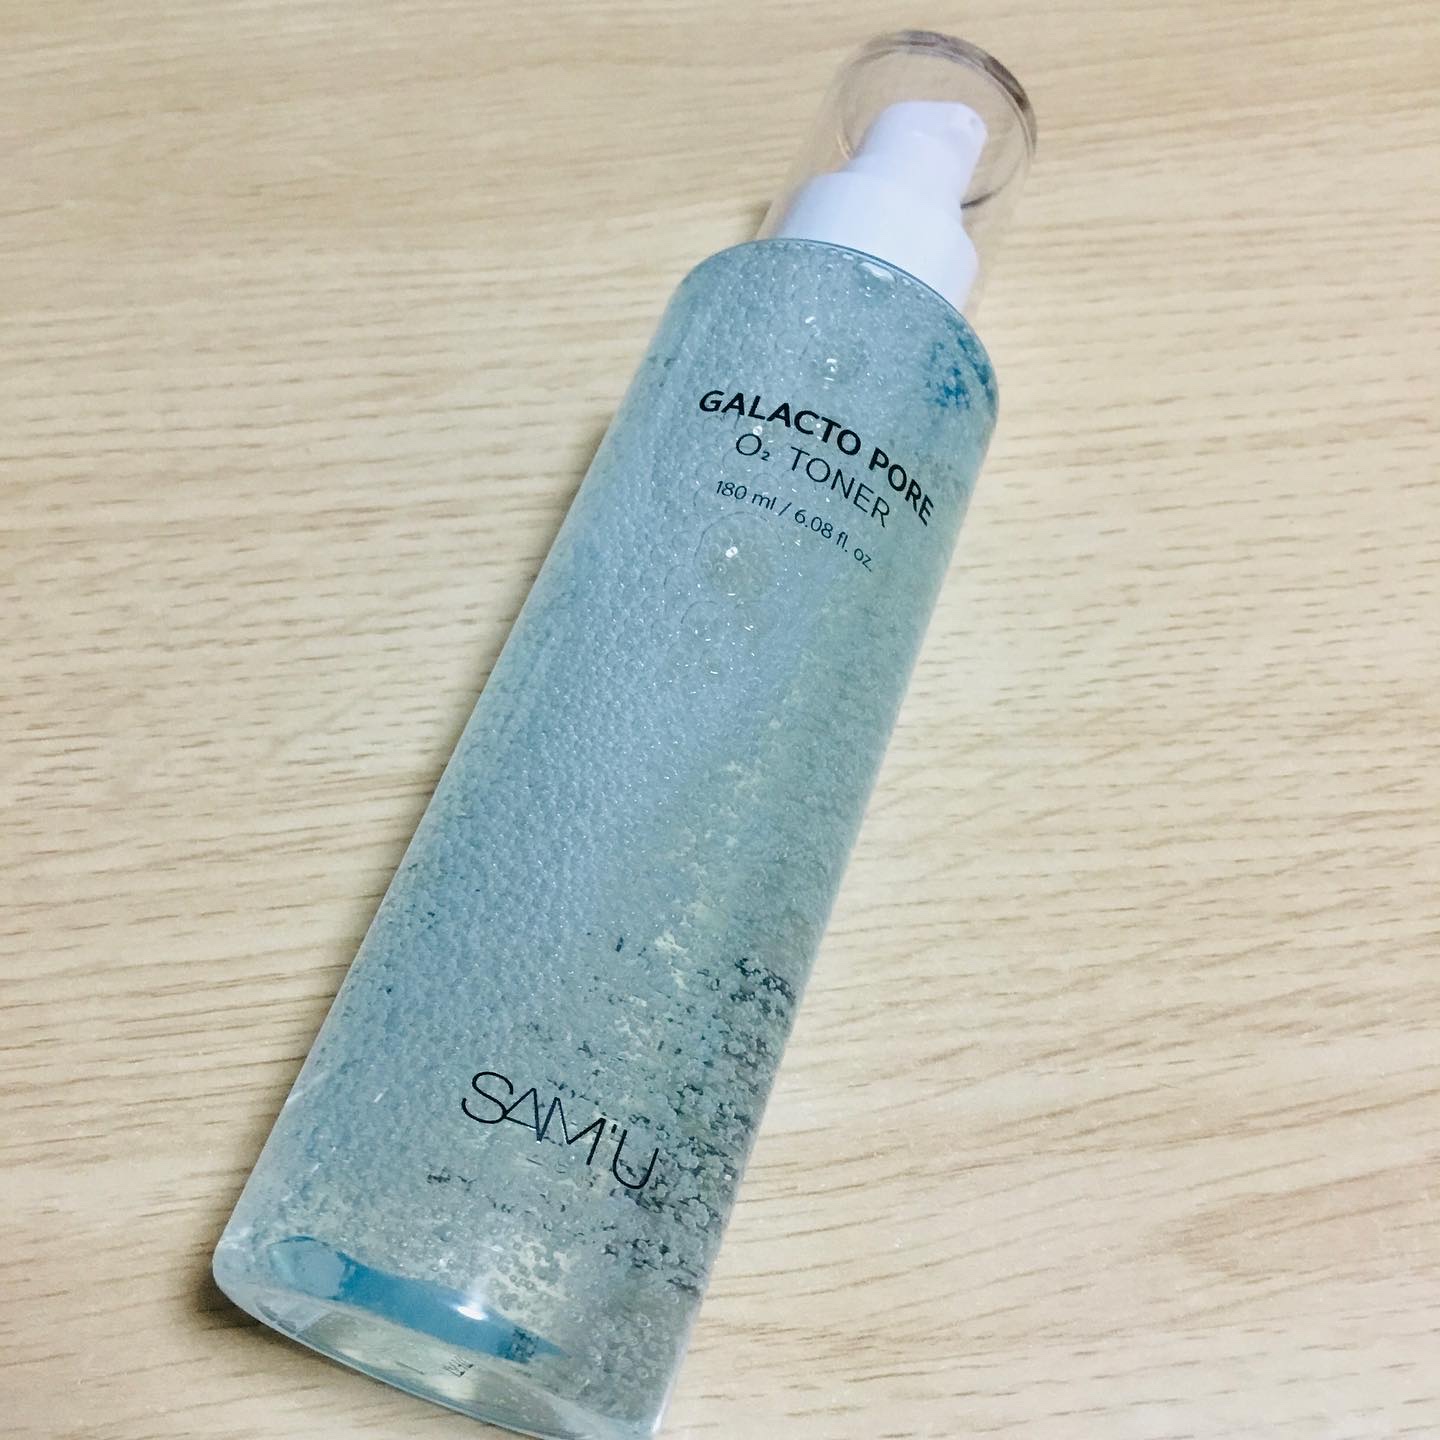 GALACTO PORE
O₂ TONER
180 ml / 6.08 fl. oz.
SAM'U